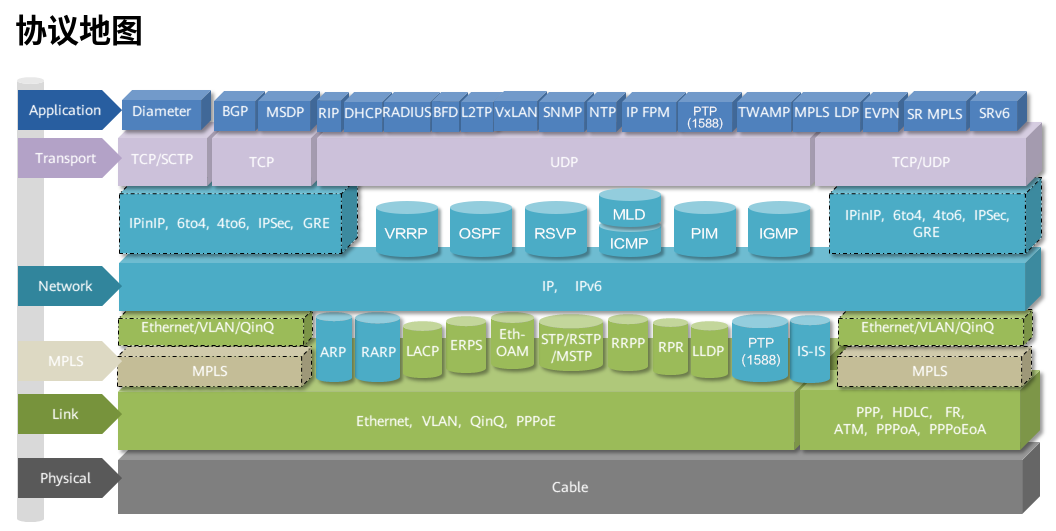 协议地图
Application
Diameter
BGP
MSDP
RIP
DHCP
RADIUS
BFD
L2TP
VxLAN
SNMP
NTP
IP FPM
PTP
(1588)
TWAMP
MPLS LDP
EVPN
SR MPLS
SRv6
Transport
TCP/SCTP
TCP
UDP
TCP/UDP
IPinIP, 6to4, 4to6, IPSec, GRE
VRRP
OSPF
RSVP
MLD
ICMP
PIM
IGMP
IPinIP, 6to4, 4to6, IPSec,
GRE
Network
IP, IPv6
Ethernet/VLAN/QinQ
MPLS
MPLS
ARP
RARP
LACP
ERPS
Eth-
OAM
STP/RSTP
/MSTP
RRPP
RPR
LLDP
PTP
(1588)
IS-IS
Ethernet/VLAN/QinQ
MPLS
Link
Ethernet, VLAN, QinQ, PPPoE
PPP, HDLC, FR,
ATM, PPPoA, PPPoEoA
Physical
Cable